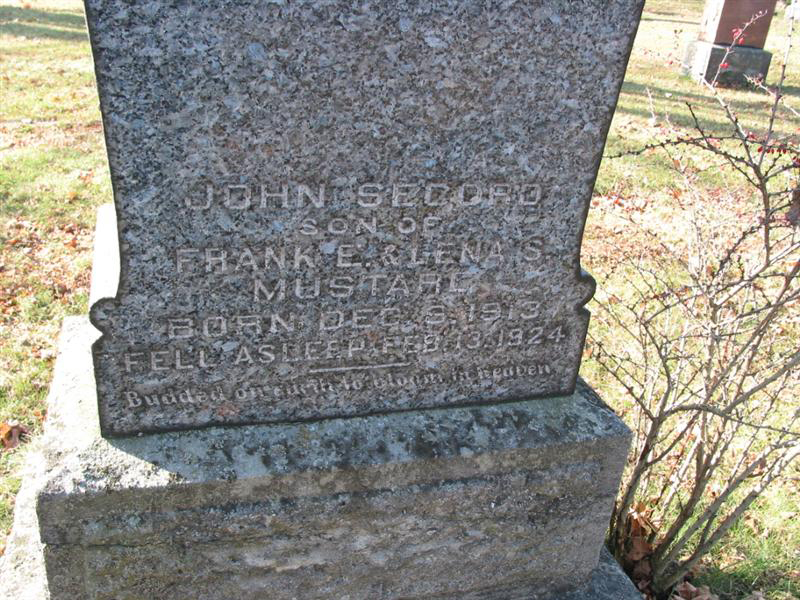 JOHN SECORD
SON OF
FRANK E. & LENA S.
MUSTARD
BORN DEC. 9, 1913
FELL ASLEEP FEB. 13, 1924
Budded on earth to bloom in heaven